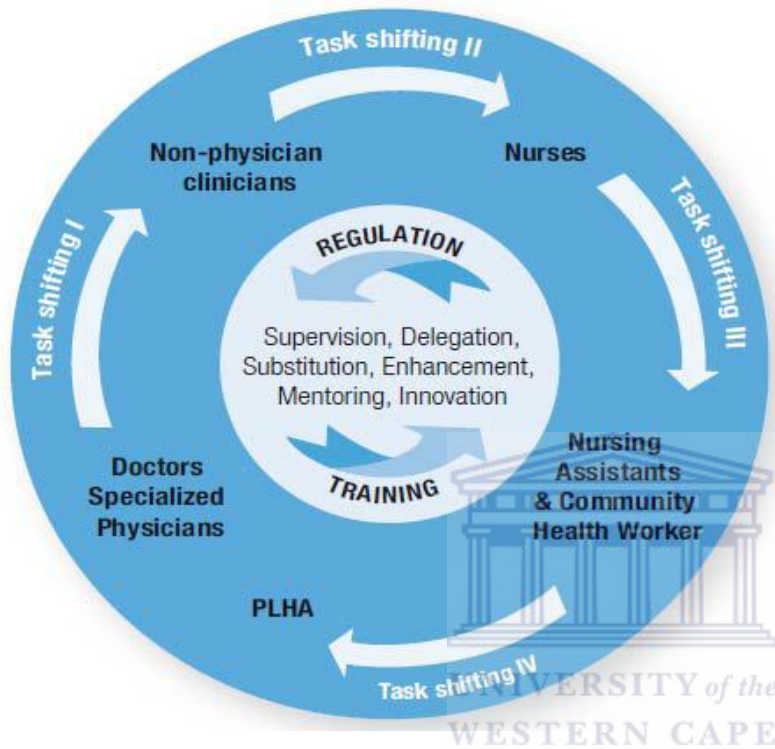 Task shifting II
Non-physician
clinicians
Nurses
Task shifting I
Task shifting III
REGULATION
Supervision, Delegation,
Substitution, Enhancement,
Mentoring, Innovation
TRAINING
Doctors
Specialized
Physicians
Nursing
Assistants
& Community
Health Worker
PLHA
Task shifting IV
UNIVERSITY of the
WESTERN CAPE